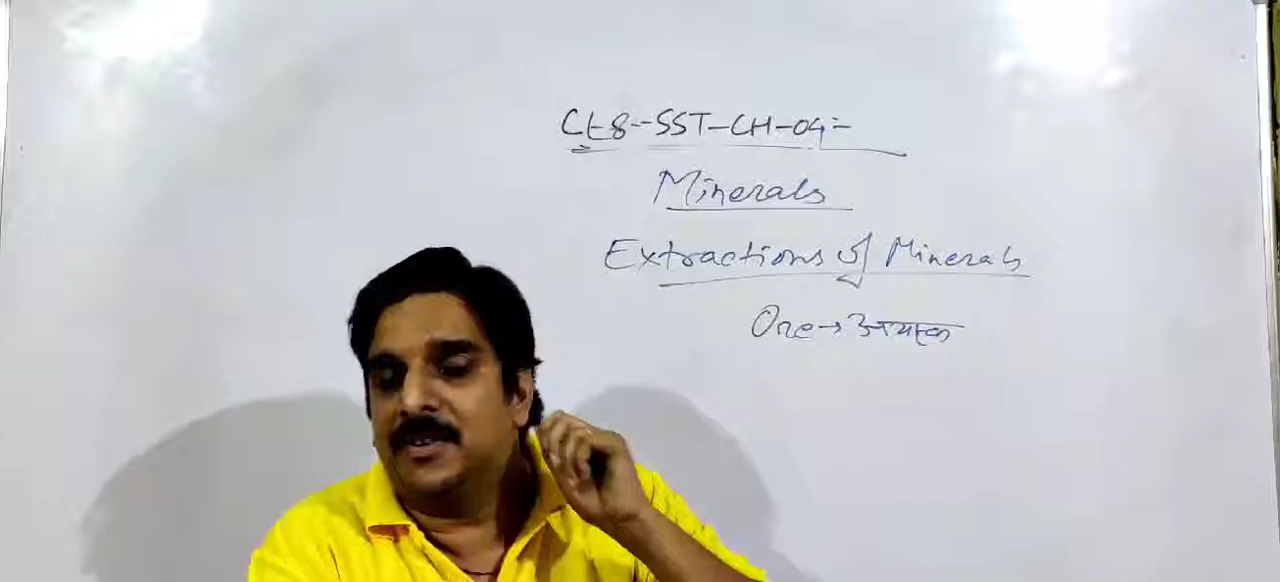 CL-8--SST-CH-04:-
Minerals
Extractions of Minerals
Ore→अयस्क